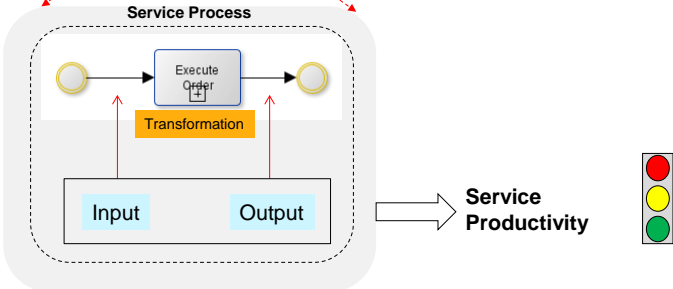 Service Process
Execute
Order
+
Transformation
Input
Output
Service
Productivity